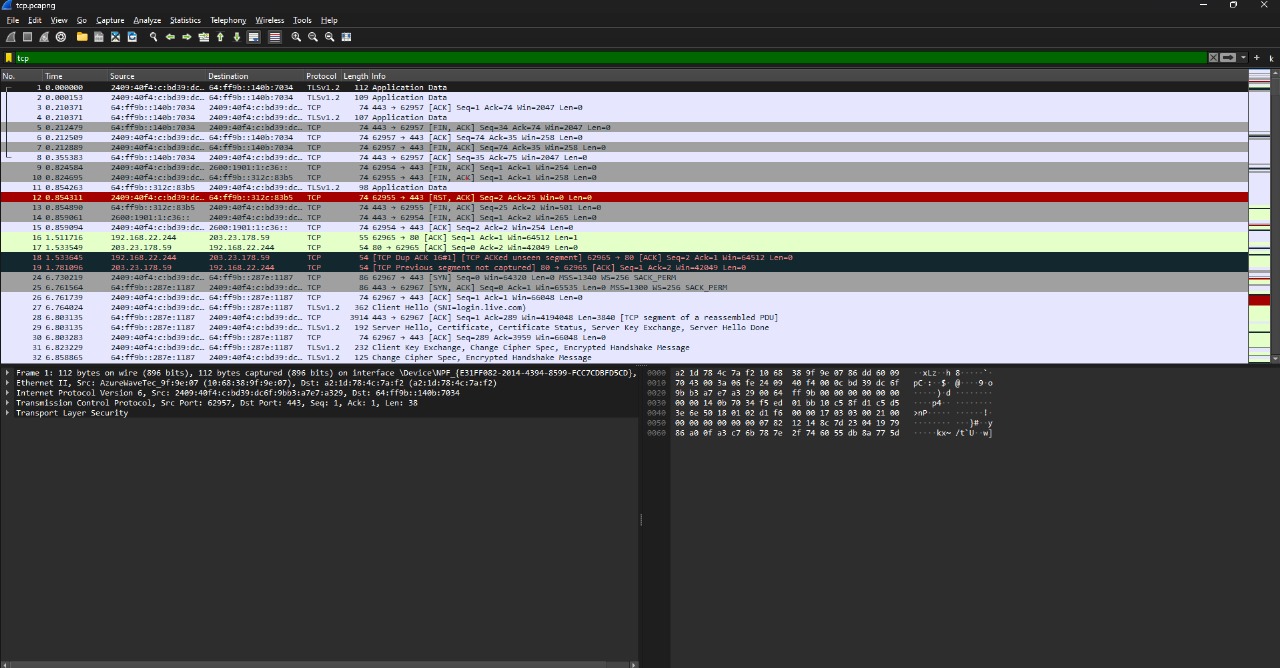 tcp.pcapng
File Edit View Go Capture Analyze Statistics Telephony Wireless Tools Help
tcp
No. Time Source Destination Protocol Length Info
1 0.000000 2409:40f4:c:bd39:dc… 64:ff9b::140b:7034 TLSv1.2 112 Application Data
2 0.000153 2409:40f4:c:bd39:dc… 64:ff9b::140b:7034 TLSv1.2 109 Application Data
3 0.210371 64:ff9b::140b:7034 2409:40f4:c:bd39:dc… TCP 74 443 → 62957 [ACK] Seq=1 Ack=74 Win=2047 Len=0
4 0.210371 64:ff9b::140b:7034 2409:40f4:c:bd39:dc… TLSv1.2 107 Application Data
5 0.212479 64:ff9b::140b:7034 2409:40f4:c:bd39:dc… TCP 74 443 → 62957 [FIN, ACK] Seq=34 Ack=74 Win=2047 Len=0
6 0.212509 2409:40f4:c:bd39:dc… 64:ff9b::140b:7034 TCP 74 62957 → 443 [ACK] Seq=74 Ack=35 Win=258 Len=0
7 0.212889 2409:40f4:c:bd39:dc… 64:ff9b::140b:7034 TCP 74 62957 → 443 [FIN, ACK] Seq=74 Ack=35 Win=258 Len=0
8 0.355383 64:ff9b::140b:7034 2409:40f4:c:bd39:dc… TCP 74 443 → 62957 [ACK] Seq=35 Ack=75 Win=2047 Len=0
9 0.824584 2409:40f4:c:bd39:dc… 2600:1901:1:c36:: TCP 74 62954 → 443 [FIN, ACK] Seq=1 Ack=1 Win=254 Len=0
10 0.824695 2409:40f4:c:bd39:dc… 64:ff9b::312c:83b5 TCP 74 62955 → 443 [FIN, ACK] Seq=1 Ack=1 Win=258 Len=0
11 0.854263 64:ff9b::312c:83b5 2409:40f4:c:bd39:dc… TLSv1.2 98 Application Data
12 0.854311 2409:40f4:c:bd39:dc… 64:ff9b::312c:83b5 TCP 74 62955 → 443 [RST, ACK] Seq=2 Ack=25 Win=0 Len=0
13 0.854890 64:ff9b::312c:83b5 2409:40f4:c:bd39:dc… TCP 74 443 → 62955 [FIN, ACK] Seq=25 Ack=2 Win=501 Len=0
14 0.859061 2600:1901:1:c36:: 2409:40f4:c:bd39:dc… TCP 74 443 → 62954 [FIN, ACK] Seq=1 Ack=2 Win=265 Len=0
15 0.859094 2409:40f4:c:bd39:dc… 2600:1901:1:c36:: TCP 74 62954 → 443 [ACK] Seq=2 Ack=2 Win=254 Len=0
16 1.511716 192.168.22.244 203.23.178.59 TCP 55 62965 → 80 [ACK] Seq=1 Ack=1 Win=64512 Len=1
17 1.533549 203.23.178.59 192.168.22.244 TCP 54 80 → 62965 [ACK] Seq=1 Ack=2 Win=42049 Len=0
18 1.533645 192.168.22.244 203.23.178.59 TCP 54 [TCP Dup ACK 16#1] [TCP ACKed unseen segment] 62965 → 80 [ACK] Seq=2 Ack=1 Win=64512 Len=0
19 1.781096 203.23.178.59 192.168.22.244 TCP 54 [TCP Previous segment not captured] 80 → 62965 [ACK] Seq=1 Ack=2 Win=42049 Len=0
24 6.730219 2409:40f4:c:bd39:dc… 64:ff9b::287e:1187 TCP 86 62967 → 443 [SYN] Seq=0 Win=64320 Len=0 MSS=1340 WS=256 SACK_PERM
25 6.761564 64:ff9b::287e:1187 2409:40f4:c:bd39:dc… TCP 86 443 → 62967 [SYN, ACK] Seq=0 Ack=1 Win=65535 Len=0 MSS=1300 WS=256 SACK_PERM
26 6.761739 2409:40f4:c:bd39:dc… 64:ff9b::287e:1187 TCP 74 62967 → 443 [ACK] Seq=1 Ack=1 Win=66048 Len=0
27 6.764024 2409:40f4:c:bd39:dc… 64:ff9b::287e:1187 TLSv1.2 362 Client Hello (SNI=login.live.com)
28 6.803135 64:ff9b::287e:1187 2409:40f4:c:bd39:dc… TCP 3914 443 → 62967 [ACK] Seq=1 Ack=289 Win=4194048 Len=3840 [TCP segment of a reassembled PDU]
29 6.803135 64:ff9b::287e:1187 2409:40f4:c:bd39:dc… TLSv1.2 192 Server Hello, Certificate, Certificate Status, Server Key Exchange, Server Hello Done
30 6.803283 2409:40f4:c:bd39:dc… 64:ff9b::287e:1187 TCP 74 62967 → 443 [ACK] Seq=289 Ack=3959 Win=66048 Len=0
31 6.823229 2409:40f4:c:bd39:dc… 64:ff9b::287e:1187 TLSv1.2 232 Client Key Exchange, Change Cipher Spec, Encrypted Handshake Message
32 6.858865 64:ff9b::287e:1187 2409:40f4:c:bd39:dc… TLSv1.2 125 Change Cipher Spec, Encrypted Handshake Message
Frame 1: 112 bytes on wire (896 bits), 112 bytes captured (896 bits) on interface \Device\NPF_{E31FF082-2014-4394-8599-FCC7CDBFD5CD},
Ethernet II, Src: AzureWaveTec_9f:9e:07 (10:68:38:9f:9e:07), Dst: a2:1d:78:4c:7a:f2 (a2:1d:78:4c:7a:f2)
Internet Protocol Version 6, Src: 2409:40f4:c:bd39:dc6f:9bb3:a7e7:a329, Dst: 64:ff9b::140b:7034
Transmission Control Protocol, Src Port: 62957, Dst Port: 443, Seq: 1, Ack: 1, Len: 38
Transport Layer Security
0000 a2 1d 78 4c 7a f2 10 68 38 9f 9e 07 86 dd 60 09 ··xLz··h 8·····`·
0010 70 43 00 3a 06 fe 24 09 40 f4 00 0c bd 39 dc 6f pC·:··$· @····9·o
0020 9b b3 a7 e7 a3 29 00 64 ff 9b 00 00 00 00 00 00 ·····)·d ········
0030 00 00 14 0b 70 34 f5 ed 01 bb 10 c5 8f d1 c5 d5 ····p4·· ········
0040 3e 6e 50 18 01 02 d1 f6 00 00 17 03 03 00 21 00 >nP····· ······!·
0050 00 00 00 00 00 00 07 82 12 14 8c 7d 23 04 19 79 ········ ···}#··y
0060 86 a0 0f a3 c7 6b 78 7e 2f 74 60 55 db 8a 77 5d ·····kx~ /t`U··w]